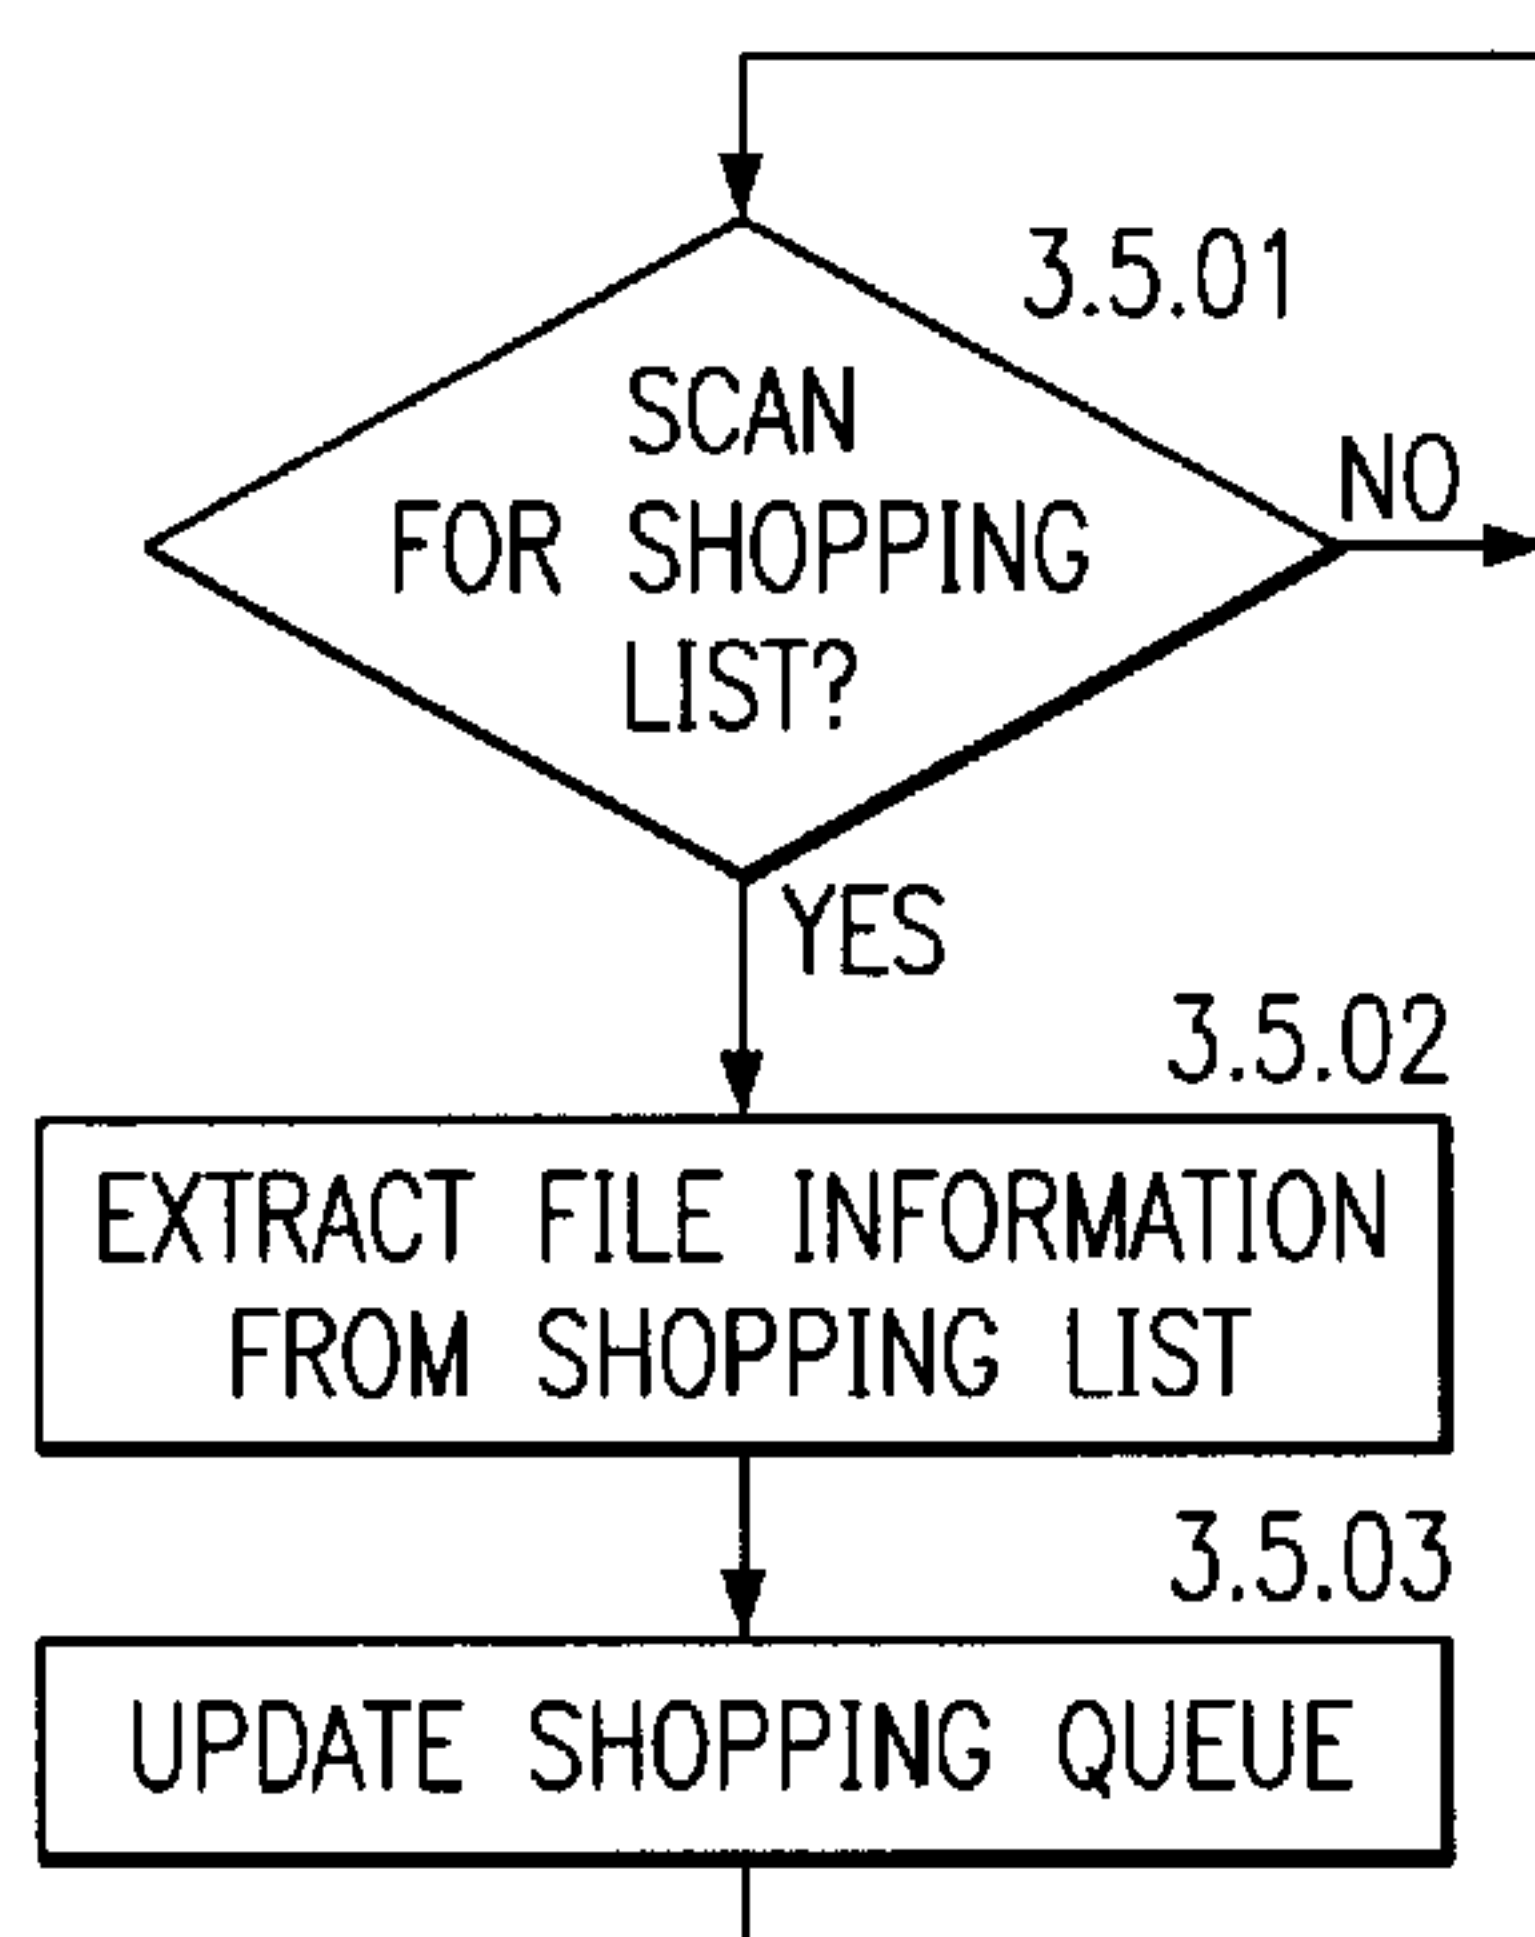 3.5.01
SCAN
FOR SHOPPING
LIST?
NO
YES
3.5.02
EXTRACT FILE INFORMATION
FROM SHOPPING LIST
3.5.03
UPDATE SHOPPING QUEUE